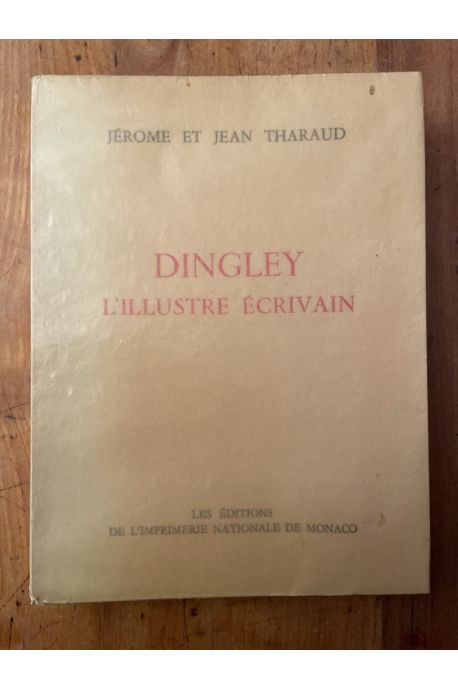 JÉROME ET JEAN THARAUD
DINGLEY
L'ILLUSTRE ÉCRIVAIN
LES ÉDITIONS
DE L'IMPRIMERIE NATIONALE DE MONACO